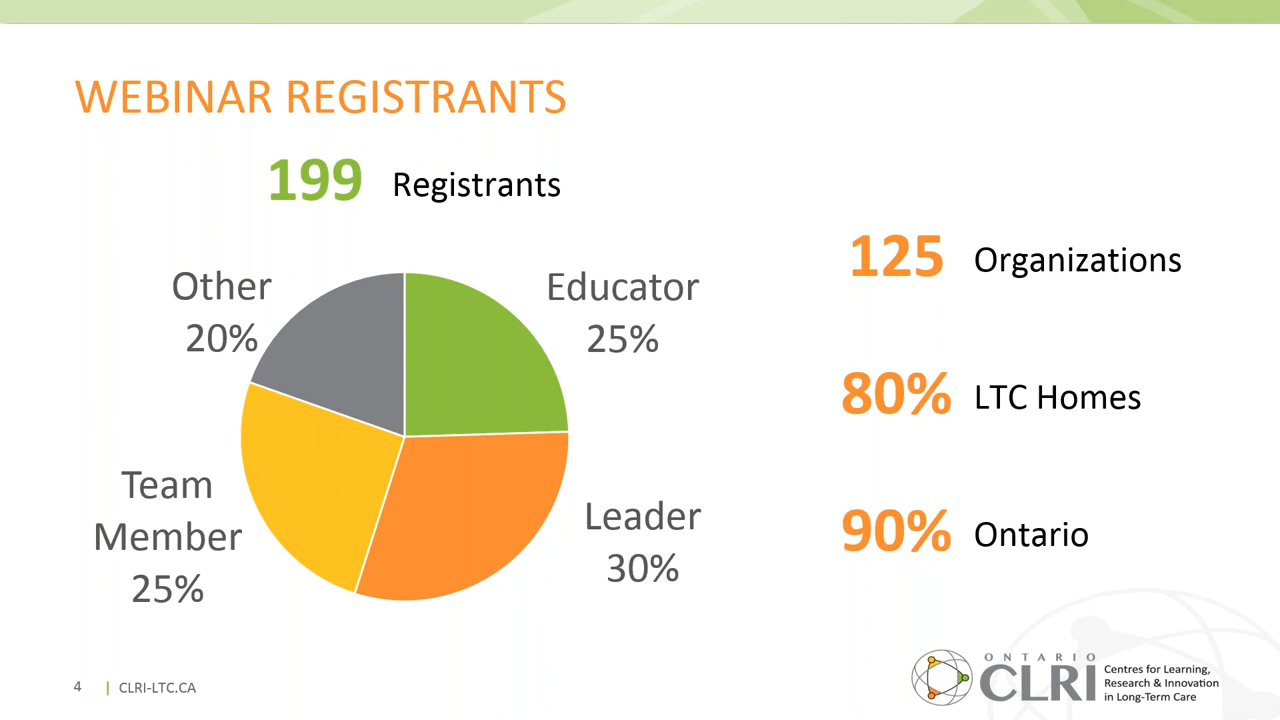 WEBINAR REGISTRANTS
199 Registrants
Other
20%
Educator
25%
Team
Member
25%
Leader
30%
125 Organizations
80% LTC Homes
90% Ontario
4 | CLRI-LTC.CA
ONTARIO
CLRI
Centres for Learning,
Research & Innovation
in Long-Term Care